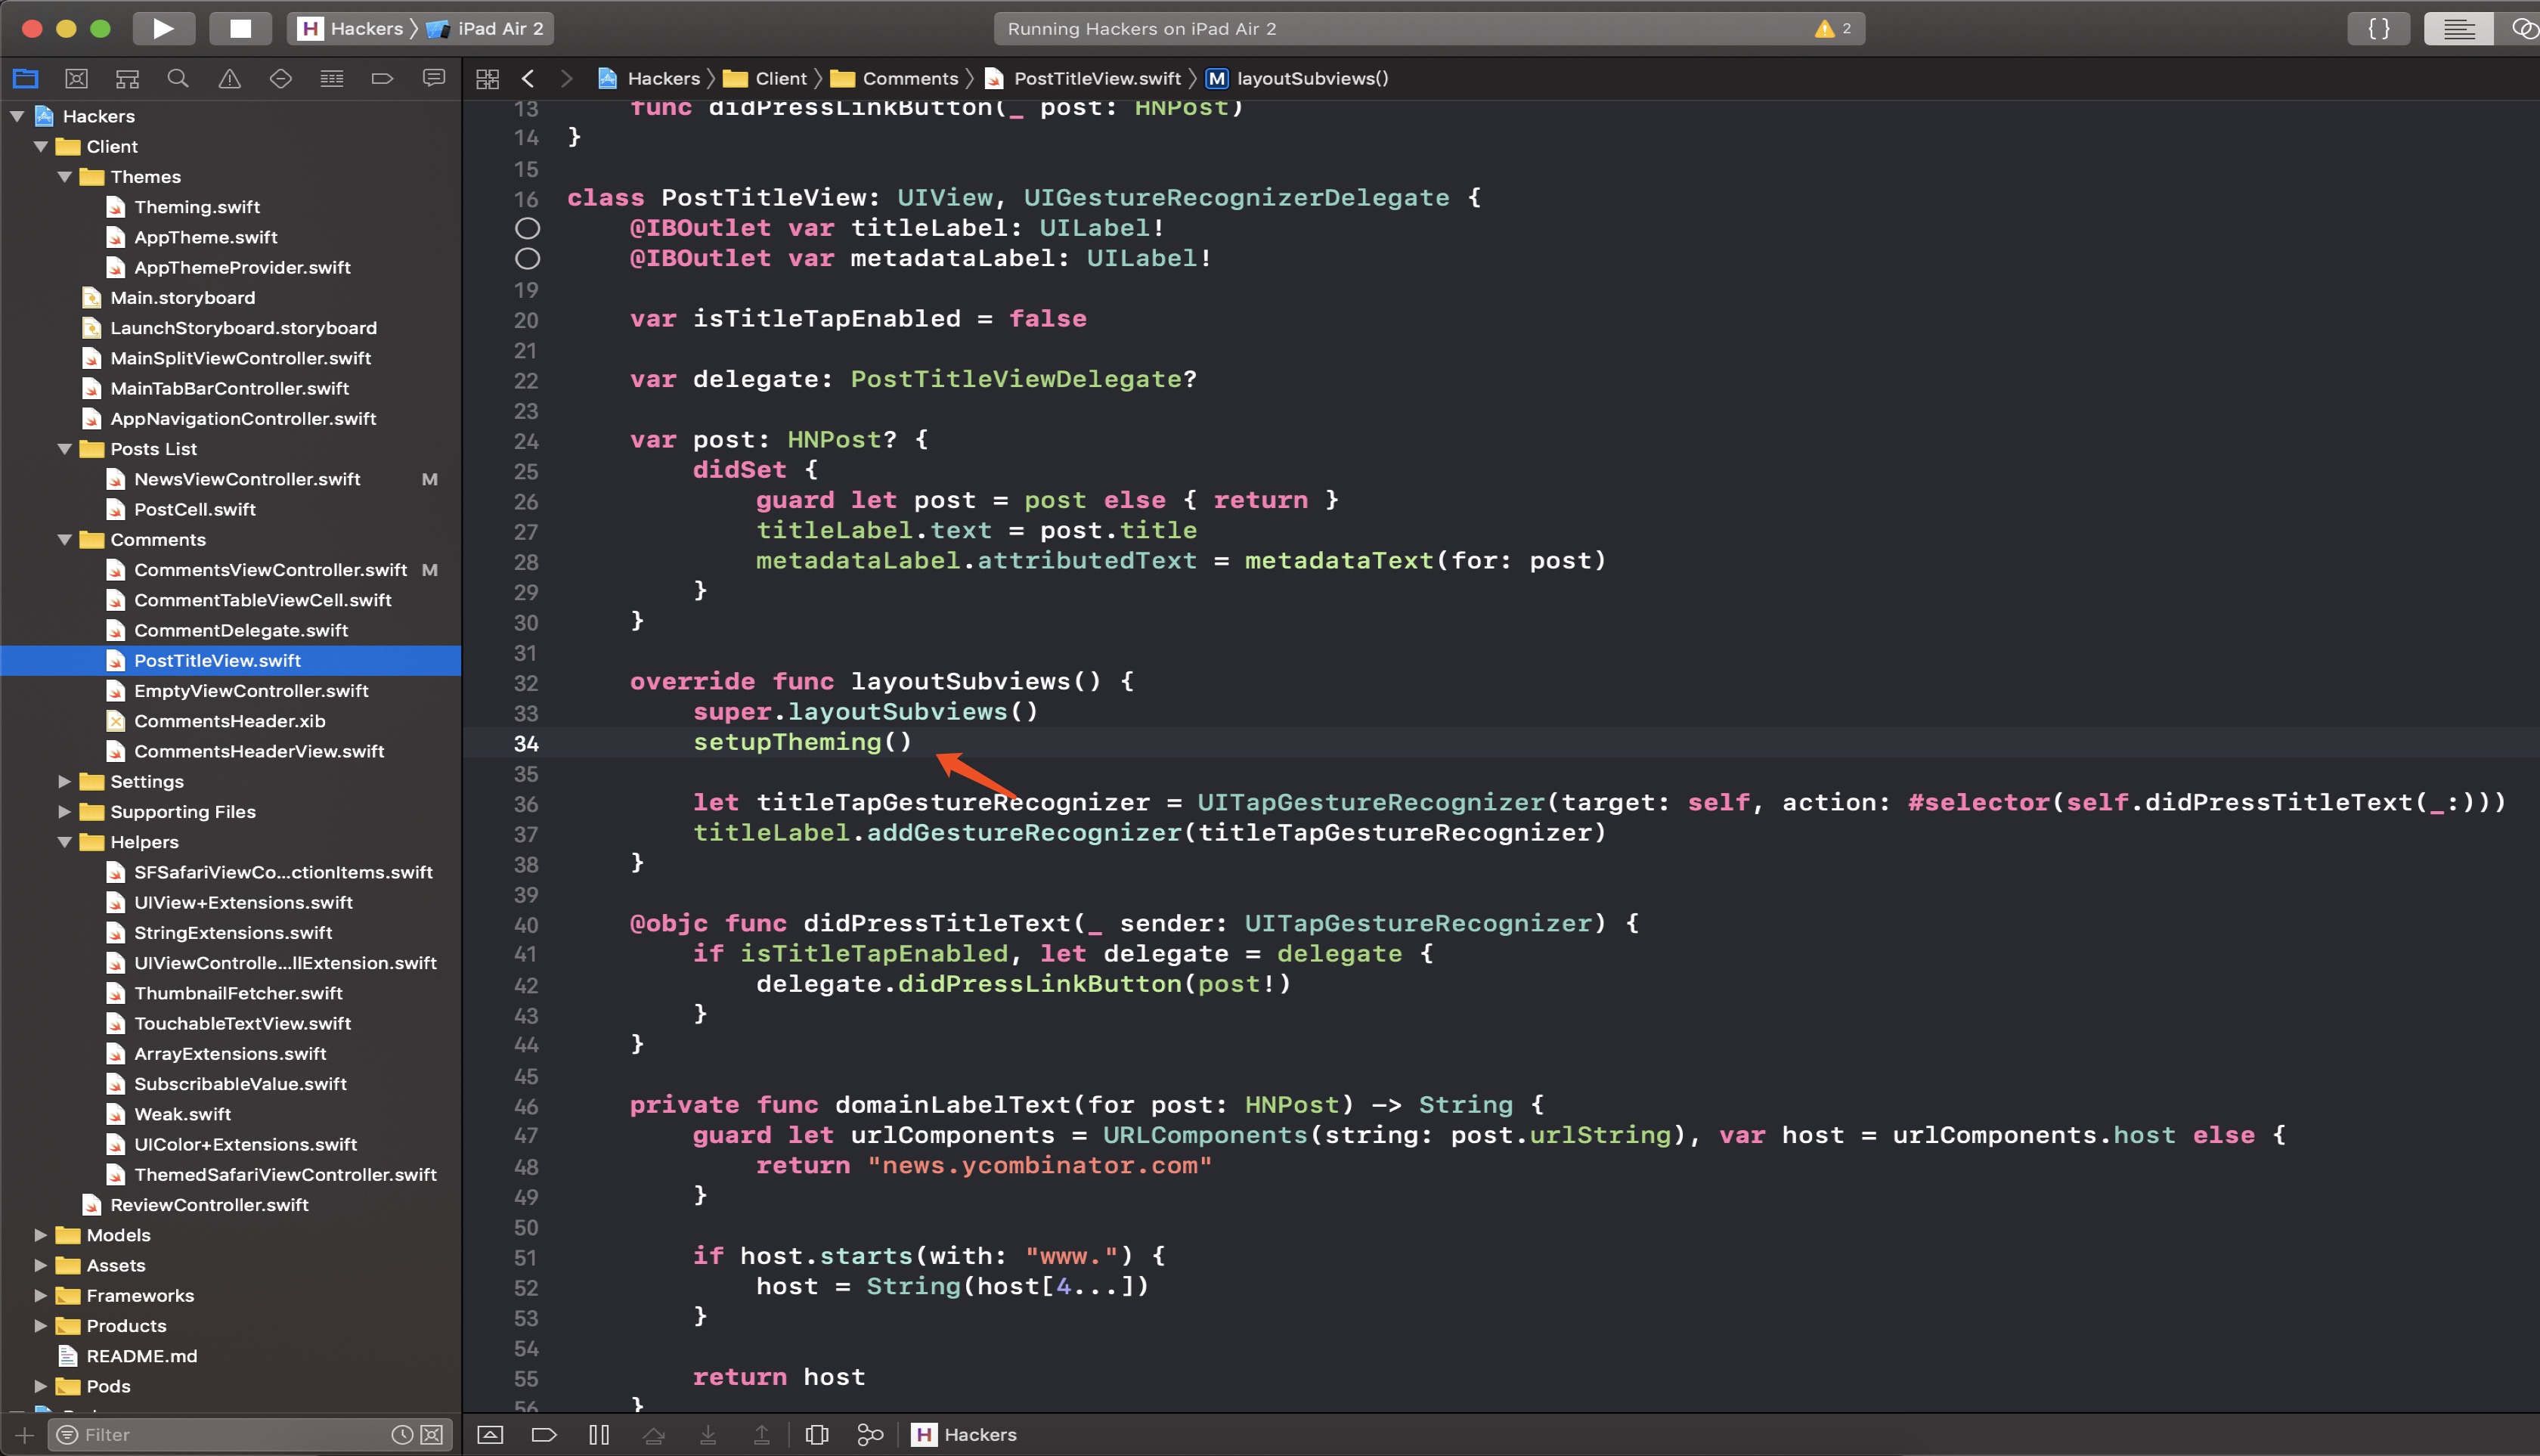 H Hackers 〉 iPad Air 2
Running Hackers on iPad Air 2
2
{ }
Hackers 〉 Client 〉 Comments 〉 PostTitleView.swift 〉 M layoutSubviews()
Hackers
Client
Themes
Theming.swift
AppTheme.swift
AppThemeProvider.swift
Main.storyboard
LaunchStoryboard.storyboard
MainSplitViewController.swift
MainTabBarController.swift
AppNavigationController.swift
Posts List
NewsViewController.swift M
PostCell.swift
Comments
CommentsViewController.swift M
CommentTableViewCell.swift
CommentDelegate.swift
PostTitleView.swift
EmptyViewController.swift
CommentsHeader.xib
CommentsHeaderView.swift
Settings
Supporting Files
Helpers
SFSafariViewCo...ctionItems.swift
UIView+Extensions.swift
StringExtensions.swift
UIViewControlle...llExtension.swift
ThumbnailFetcher.swift
TouchableTextView.swift
ArrayExtensions.swift
SubscribableValue.swift
Weak.swift
UIColor+Extensions.swift
ThemedSafariViewController.swift
ReviewController.swift
Models
Assets
Frameworks
Products
README.md
Pods
Filter
13 func didPressLinkButton(_ post: HNPost)
14 }
15
16 class PostTitleView: UIView, UIGestureRecognizerDelegate {
@IBOutlet var titleLabel: UILabel!
@IBOutlet var metadataLabel: UILabel!
19
20 var isTitleTapEnabled = false
21
22 var delegate: PostTitleViewDelegate?
23
24 var post: HNPost? {
25 didSet {
26 guard let post = post else { return }
27 titleLabel.text = post.title
28 metadataLabel.attributedText = metadataText(for: post)
29 }
30 }
31
32 override func layoutSubviews() {
33 super.layoutSubviews()
34 setupTheming()
35
36 let titleTapGestureRecognizer = UITapGestureRecognizer(target: self, action: #selector(self.didPressTitleText(_:)))
37 titleLabel.addGestureRecognizer(titleTapGestureRecognizer)
38 }
39
40 @objc func didPressTitleText(_ sender: UITapGestureRecognizer) {
41 if isTitleTapEnabled, let delegate = delegate {
42 delegate.didPressLinkButton(post!)
43 }
44 }
45
46 private func domainLabelText(for post: HNPost) -> String {
47 guard let urlComponents = URLComponents(string: post.urlString), var host = urlComponents.host else {
48 return "news.ycombinator.com"
49 }
50
51 if host.starts(with: "www.") {
52 host = String(host[4...])
53 }
54
55 return host
56 }
H Hackers